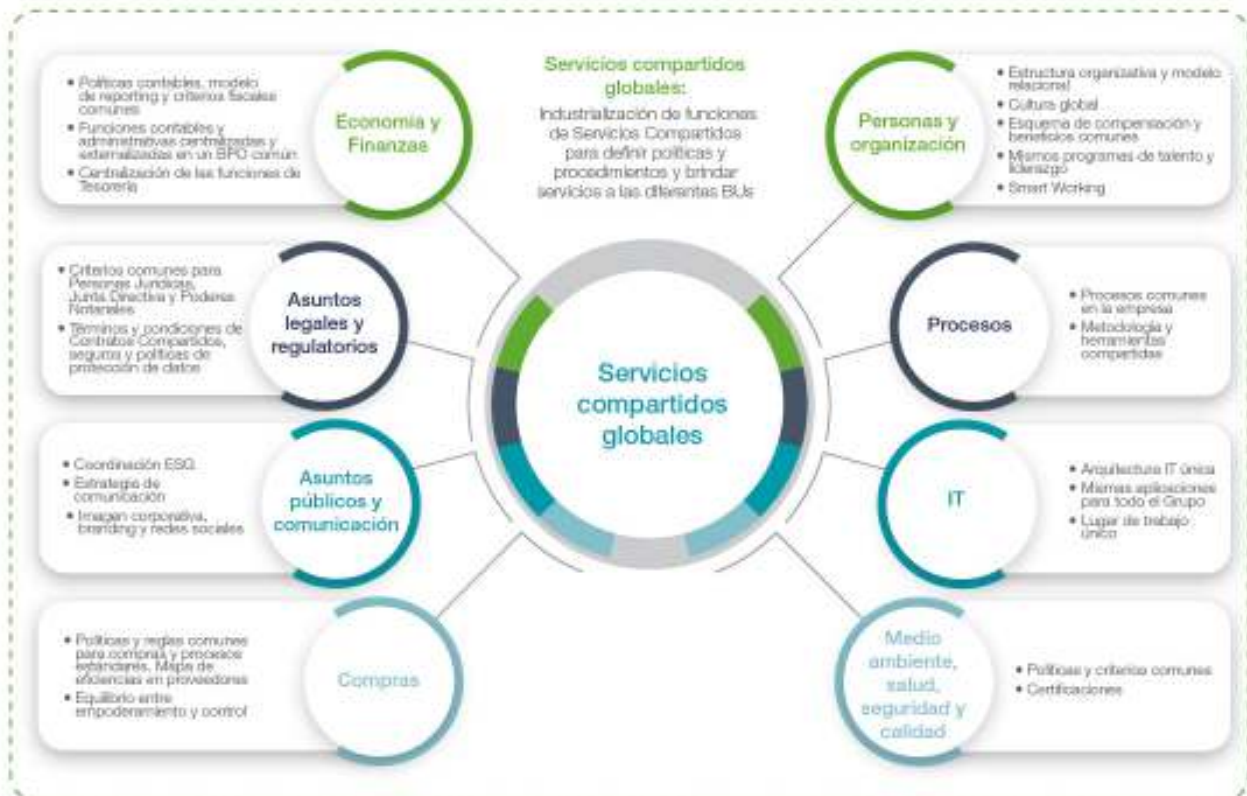 • Políticas contables, modelo
de reporting y criterios fiscales
comunes
• Funciones contables y
administrativas centralizadas y
externalizadas en un BPO común
• Centralización de las funciones de
Tesorería
Economía y
Finanzas
Servicios compartidos
globales:
Industrialización de funciones
de Servicios Compartidos
para definir políticas y
procedimientos y brindar
servicios a las diferentes BUs
Personas y
organización
• Estructura organizativa y modelo
relacional
• Cultura global
• Esquema de compensación y
beneficios comunes
• Mismos programas de talento y
liderazgo
• Smart Working
• Criterios comunes para
Personas Jurídicas,
Junta Directiva y Poderes
Notariales
• Términos y condiciones de
Contratos Compartidos,
seguros y políticas de
protección de datos
Asuntos
legales y
regulatorios
Procesos
• Procesos comunes
en la empresa
• Metodología y
herramientas
compartidas
Servicios
compartidos
globales
• Coordinación ESG.
• Estrategia de
comunicación
• Imagen corporativa,
branding y redes sociales
Asuntos
públicos y
comunicación
IT
• Arquitectura IT única
• Mismas aplicaciones
para todo el Grupo
• Lugar de trabajo
único
• Políticas y reglas comunes
para compras y procesos
estándares. Mapa de
eficiencias en proveedores
• Equilibrio entre
empoderamiento y control
Compras
Medio
ambiente,
salud,
seguridad y
calidad
• Políticas y criterios comunes
• Certificaciones